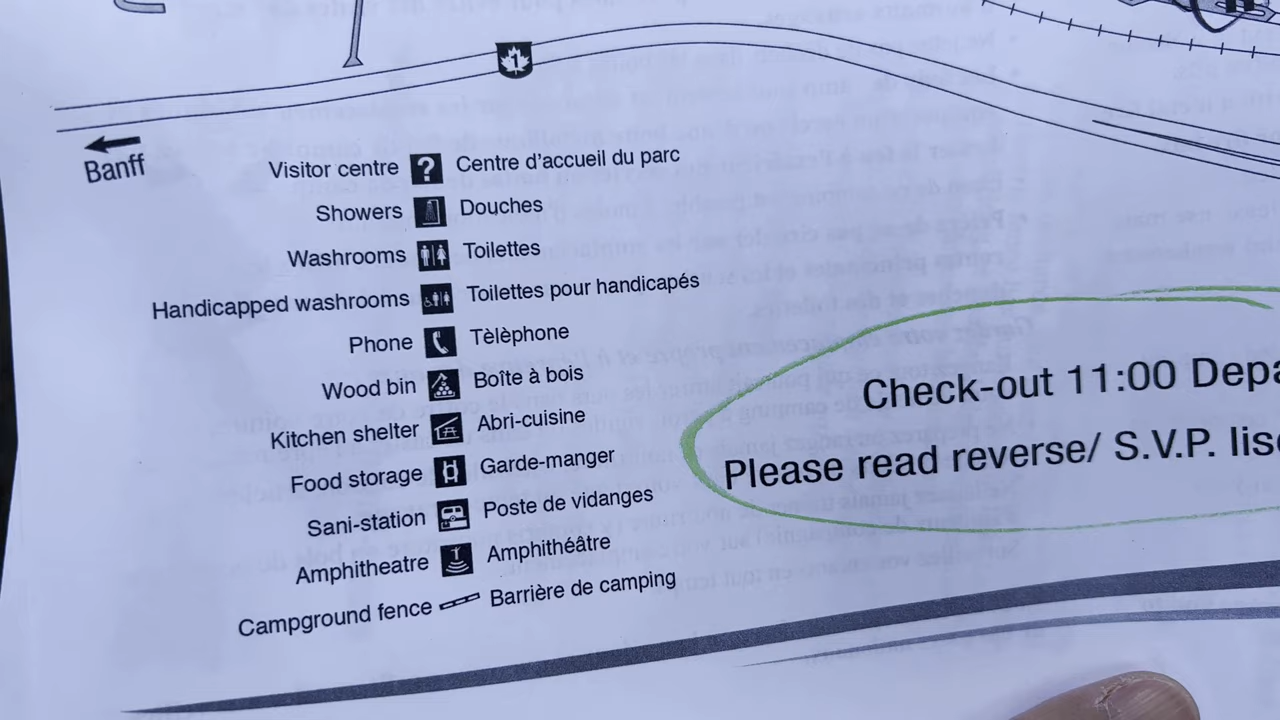 1
Banff
Visitor centre ? Centre d'accueil du parc
Showers Douches
Washrooms Toilettes
Handicapped washrooms Toilettes pour handicapés
Phone Tèlèphone
Wood bin Boîte à bois
Kitchen shelter Abri-cuisine
Food storage Garde-manger
Sani-station Poste de vidanges
Amphitheatre Amphithéâtre
Campground fence Barrière de camping
Check-out 11:00 Depa
Please read reverse/ S.V.P. lise